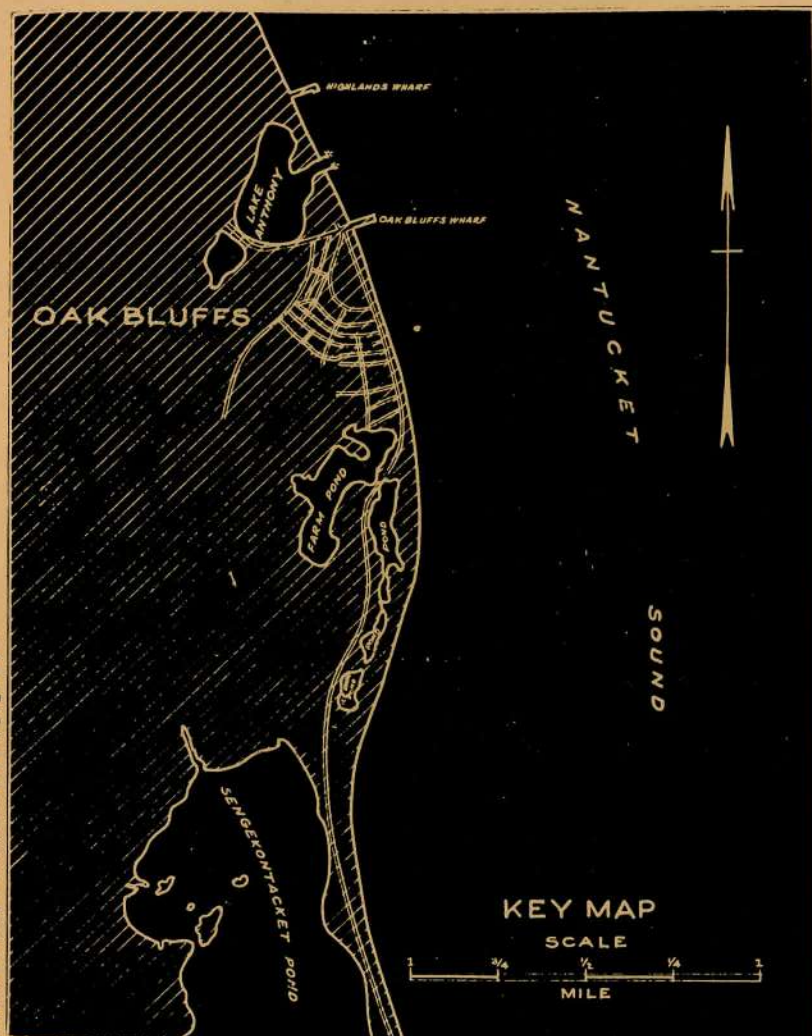 HIGHLANDS WHARF
LAKE ANTHONY
OAK BLUFFS WHARF
OAK BLUFFS
NANTUCKET SOUND
FARM POND
POND
SENGEKONTACKET POND
KEY MAP
SCALE
1 3/4 1/2 1/4 1
MILE